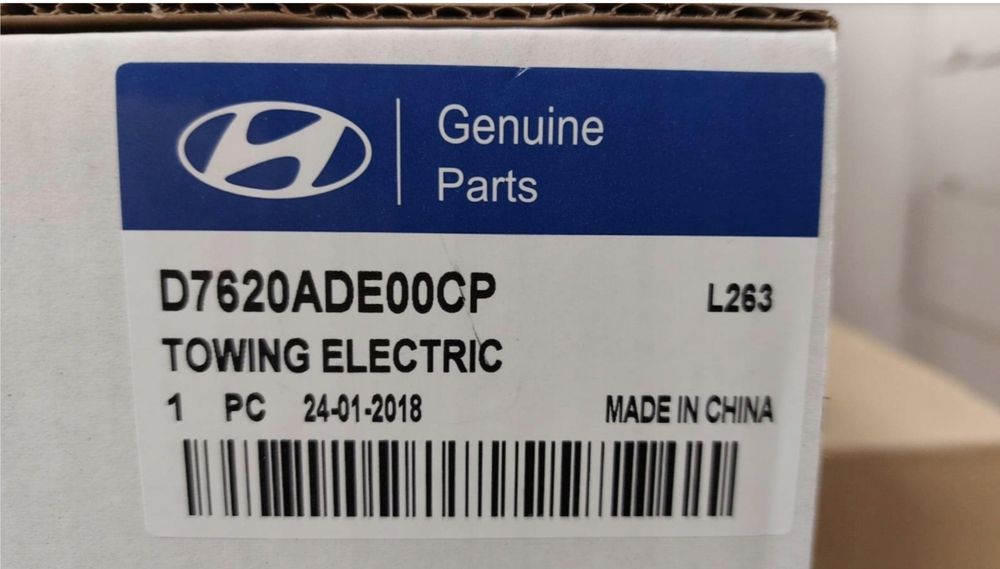 Genuine
Parts
D7620ADE00CP L263
TOWING ELECTRIC
1 PC 24-01-2018 MADE IN CHINA